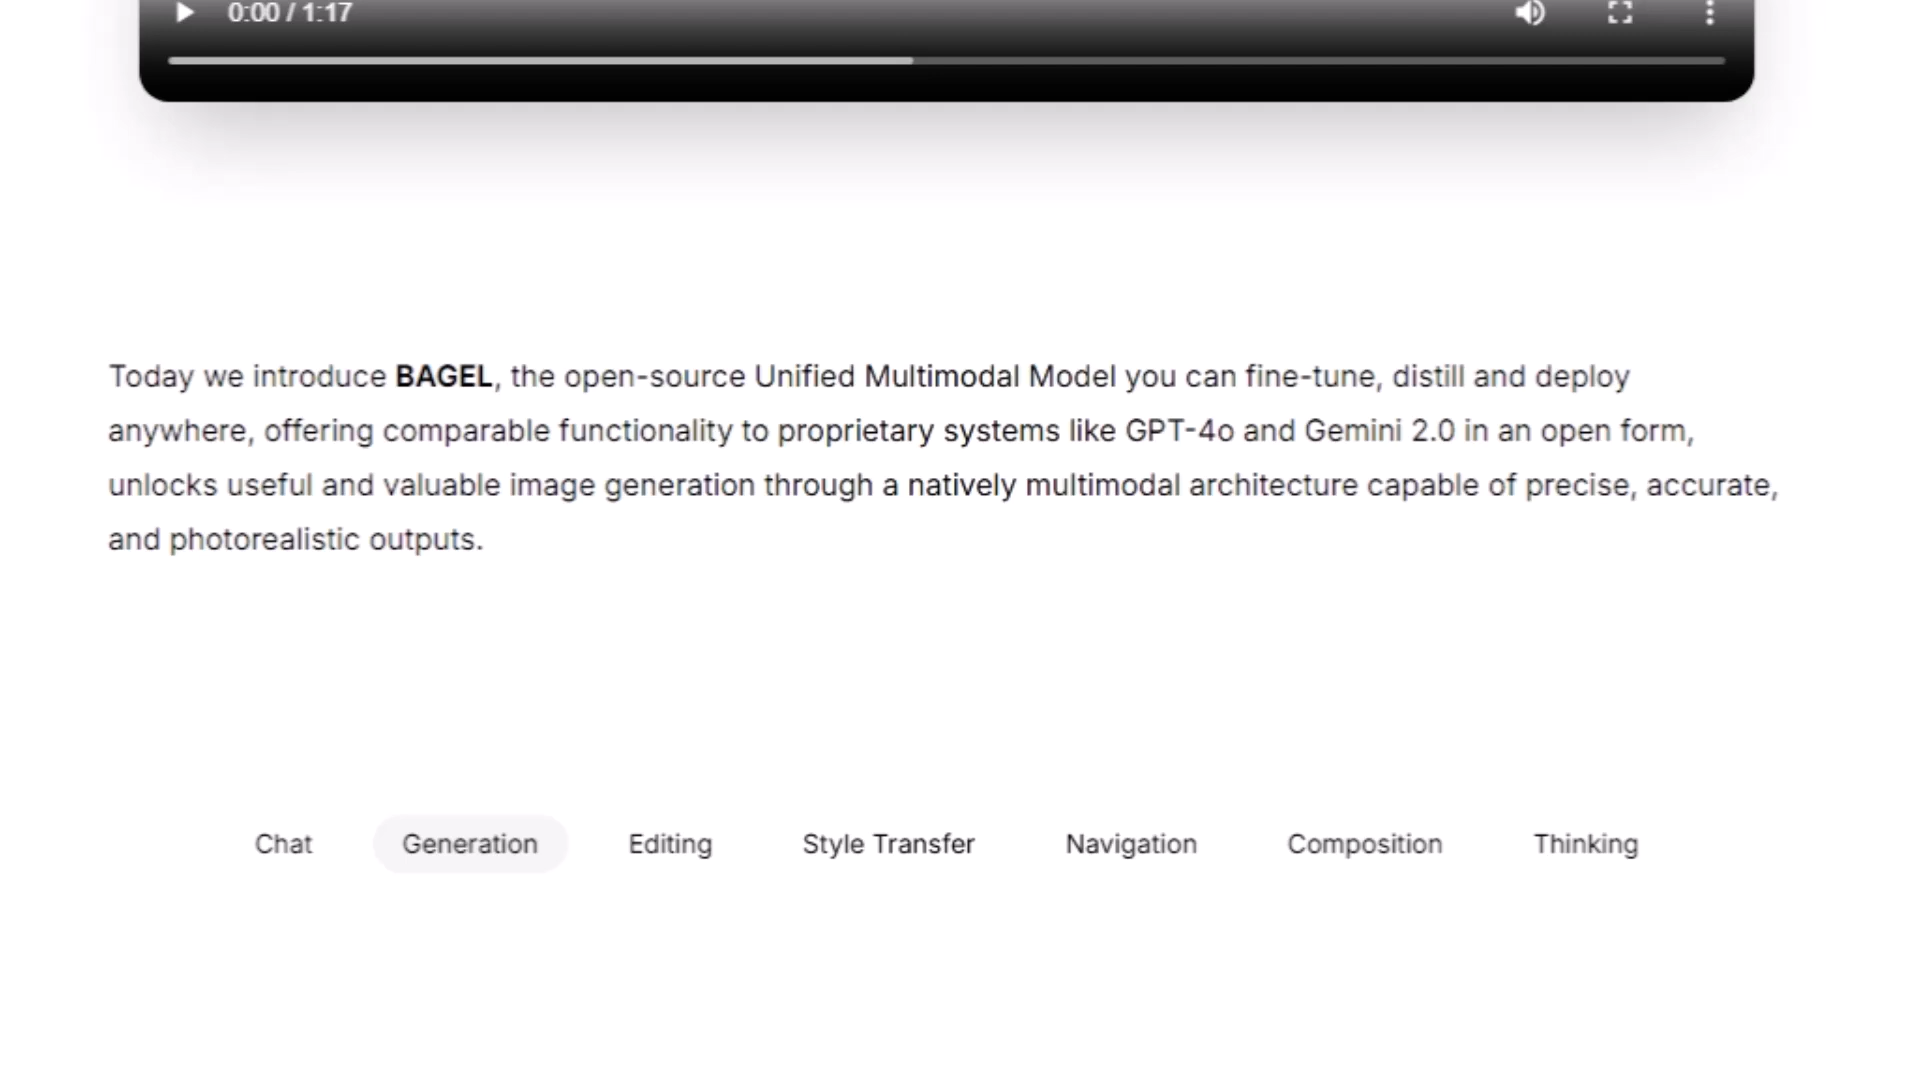 0:00 / 1:17
Today we introduce BAGEL, the open-source Unified Multimodal Model you can fine-tune, distill and deploy
anywhere, offering comparable functionality to proprietary systems like GPT-4o and Gemini 2.0 in an open form,
unlocks useful and valuable image generation through a natively multimodal architecture capable of precise, accurate,
and photorealistic outputs.
Chat Generation Editing Style Transfer Navigation Composition Thinking